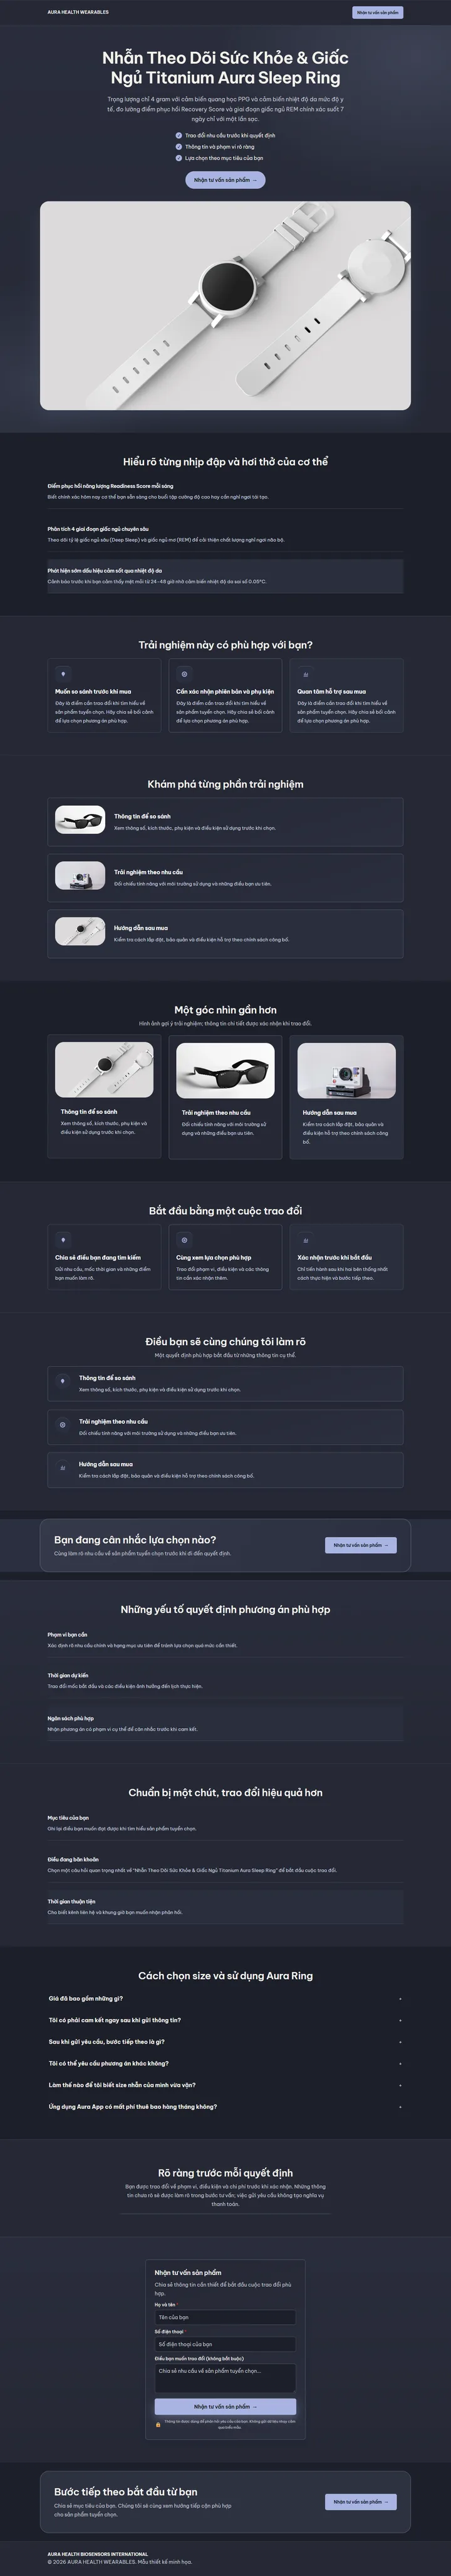 AURA HEALTH WEARABLES
Nhận tư vấn sản phẩm
Nhẫn Theo Dõi Sức Khỏe & Giấc
Ngủ Titanium Aura Sleep Ring
Trọng lượng chỉ 4 gram với cảm biến quang học PPG và cảm biến nhiệt độ da mức độ y
tế, đo lường điểm phục hồi Recovery Score và giai đoạn giấc ngủ REM chính xác suốt 7
ngày chỉ với một lần sạc.
Trao đổi nhu cầu trước khi quyết định
Thông tin và phạm vi rõ ràng
Lựa chọn theo mục tiêu của bạn
Nhận tư vấn sản phẩm →
Hiểu rõ từng nhịp đập và hơi thở của cơ thể
Điểm phục hồi năng lượng Readiness Score mỗi sáng
Biết chính xác hôm nay cơ thể bạn sẵn sàng cho buổi tập cường độ cao hay cần nghỉ ngơi tái tạo.
Phân tích 4 giai đoạn giấc ngủ chuyên sâu
Theo dõi tỷ lệ giấc ngủ sâu (Deep Sleep) và giấc ngủ mơ (REM) để cải thiện chất lượng nghỉ ngơi não bộ.
Phát hiện sớm dấu hiệu cảm sốt qua nhiệt độ da
Cảnh báo trước khi bạn cảm thấy mệt mỏi từ 24-48 giờ nhờ cảm biến nhiệt độ da sai số 0.05°C.
Trải nghiệm này có phù hợp với bạn?
Muốn so sánh trước khi mua
Đây là điểm cần trao đổi khi tìm hiểu về
sản phẩm tuyển chọn. Hãy chia sẻ bối cảnh
để lựa chọn phương án phù hợp.
Cần xác nhận phiên bản và phụ kiện
Đây là điểm cần trao đổi khi tìm hiểu về
sản phẩm tuyển chọn. Hãy chia sẻ bối cảnh
để lựa chọn phương án phù hợp.
Quan tâm hỗ trợ sau mua
Đây là điểm cần trao đổi khi tìm hiểu về
sản phẩm tuyển chọn. Hãy chia sẻ bối cảnh
để lựa chọn phương án phù hợp.
Khám phá từng phần trải nghiệm
Thông tin để so sánh
Xem thông số, kích thước, phụ kiện và điều kiện sử dụng trước khi chọn.
Trải nghiệm theo nhu cầu
Đối chiếu tính năng với môi trường sử dụng và những điều bạn ưu tiên.
Hướng dẫn sau mua
Kiểm tra cách lắp đặt, bảo quản và điều kiện hỗ trợ theo chính sách công bố.
Một góc nhìn gần hơn
Hình ảnh gợi ý trải nghiệm; thông tin chi tiết được xác nhận khi trao đổi.
Thông tin để so sánh
Xem thông số, kích thước, phụ kiện và
điều kiện sử dụng trước khi chọn.
Trải nghiệm theo nhu cầu
Đối chiếu tính năng với môi trường sử
dụng và những điều bạn ưu tiên.
Hướng dẫn sau mua
Kiểm tra cách lắp đặt, bảo quản và
điều kiện hỗ trợ theo chính sách công
bố.
Bắt đầu bằng một cuộc trao đổi
Chia sẻ điều bạn đang tìm kiếm
Gửi nhu cầu, mốc thời gian và những điểm
bạn muốn làm rõ.
Cùng xem lựa chọn phù hợp
Trao đổi phạm vi, điều kiện và các thông
tin cần xác nhận thêm.
Xác nhận trước khi bắt đầu
Chỉ tiến hành sau khi hai bên thống nhất
cách thực hiện và bước tiếp theo.
Điều bạn sẽ cùng chúng tôi làm rõ
Một quyết định phù hợp bắt đầu từ những thông tin cụ thể.
Thông tin để so sánh
Xem thông số, kích thước, phụ kiện và điều kiện sử dụng trước khi chọn.
Trải nghiệm theo nhu cầu
Đối chiếu tính năng với môi trường sử dụng và những điều bạn ưu tiên.
Hướng dẫn sau mua
Kiểm tra cách lắp đặt, bảo quản và điều kiện hỗ trợ theo chính sách công bố.
Bạn đang cân nhắc lựa chọn nào?
Cùng làm rõ nhu cầu về sản phẩm tuyển chọn trước khi đi đến quyết định.
Nhận tư vấn sản phẩm →
Những yếu tố quyết định phương án phù hợp
Phạm vi bạn cần
Xác định rõ nhu cầu chính và hạng mục ưu tiên để tránh lựa chọn quá mức cần thiết.
Thời gian dự kiến
Trao đổi mốc bắt đầu và các điều kiện ảnh hưởng đến lịch thực hiện.
Ngân sách phù hợp
Nhận phương án có phạm vi cụ thể để cân nhắc trước khi cam kết.
Chuẩn bị một chút, trao đổi hiệu quả hơn
Mục tiêu của bạn
Ghi lại điều bạn muốn đạt được khi tìm hiểu sản phẩm tuyển chọn.
Điều đang băn khoăn
Chọn một câu hỏi quan trọng nhất về "Nhẫn Theo Dõi Sức Khỏe & Giấc Ngủ Titanium Aura Sleep Ring" để bắt đầu cuộc trao đổi.
Thời gian thuận tiện
Cho biết kênh liên hệ và khung giờ bạn muốn nhận phản hồi.
Cách chọn size và sử dụng Aura Ring
Giá đã bao gồm những gì? +
Tôi có phải cam kết ngay sau khi gửi thông tin? +
Sau khi gửi yêu cầu, bước tiếp theo là gì? +
Tôi có thể yêu cầu phương án khác không? +
Làm thế nào để tôi biết size nhẫn của mình vừa vặn? +
Ứng dụng Aura App có mất phí thuê bao hàng tháng không? +
Rõ ràng trước mỗi quyết định
Bạn được trao đổi về phạm vi, điều kiện và chi phí trước khi xác nhận. Những thông
tin chưa rõ sẽ được làm rõ trong bước tư vấn; việc gửi yêu cầu không tạo nghĩa vụ
thanh toán.
Nhận tư vấn sản phẩm
Chia sẻ thông tin cần thiết để bắt đầu cuộc trao đổi phù
hợp.
Họ và tên *
Tên của bạn
Số điện thoại *
Số điện thoại của bạn
Điều bạn muốn trao đổi (không bắt buộc)
Chia sẻ nhu cầu về sản phẩm tuyển chọn...
Nhận tư vấn sản phẩm →
Thông tin được dùng để phản hồi yêu cầu của bạn. Không gửi dữ liệu nhạy cảm
qua biểu mẫu.
Bước tiếp theo bắt đầu từ bạn
Chia sẻ mục tiêu của bạn. Chúng tôi sẽ cùng xem hướng tiếp cận phù hợp
cho sản phẩm tuyển chọn.
Nhận tư vấn sản phẩm →
AURA HEALTH BIOSENSORS INTERNATIONAL
© 2026 AURA HEALTH WEARABLES. Mẫu thiết kế minh họa.